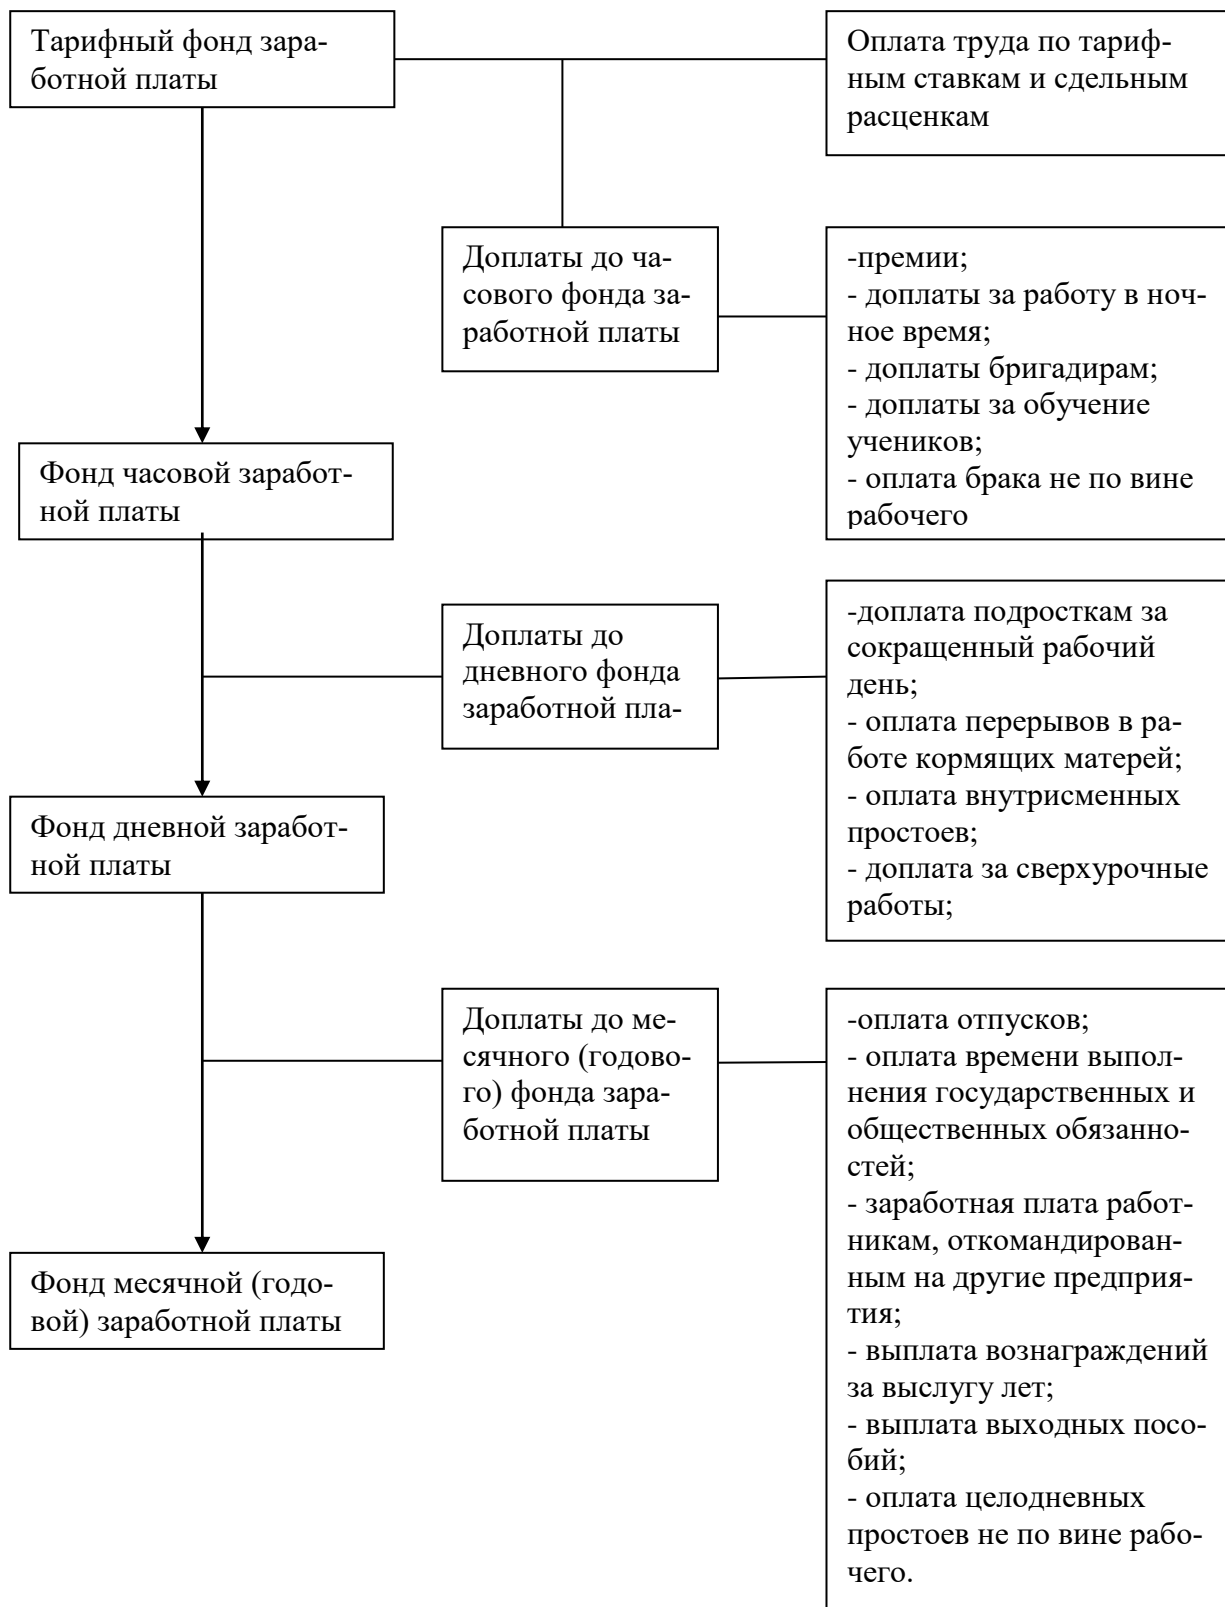 Тарифный фонд зара-
ботной платы
Оплата труда по тариф-
ным ставкам и сдельным
расценкам
Доплаты до ча-
сового фонда за-
работной платы
-премии;
- доплаты за работу в ноч-
ное время;
- доплаты бригадирам;
- доплаты за обучение
учеников;
- оплата брака не по вине
рабочего
Фонд часовой заработ-
ной платы
Доплаты до
дневного фонда
заработной пла-
-доплата подросткам за
сокращенный рабочий
день;
- оплата перерывов в ра-
боте кормящих матерей;
- оплата внутрисменных
простоев;
- доплата за сверхурочные
работы;
Фонд дневной заработ-
ной платы
Доплаты до ме-
сячного (годово-
го) фонда зара-
ботной платы
-оплата отпусков;
- оплата времени выпол-
нения государственных и
общественных обязанно-
стей;
- заработная плата работ-
никам, откомандирован-
ным на другие предприя-
тия;
- выплата вознаграждений
за выслугу лет;
- выплата выходных посо-
бий;
- оплата целодневных
простоев не по вине рабо-
чего.
Фонд месячной (годо-
вой) заработной платы